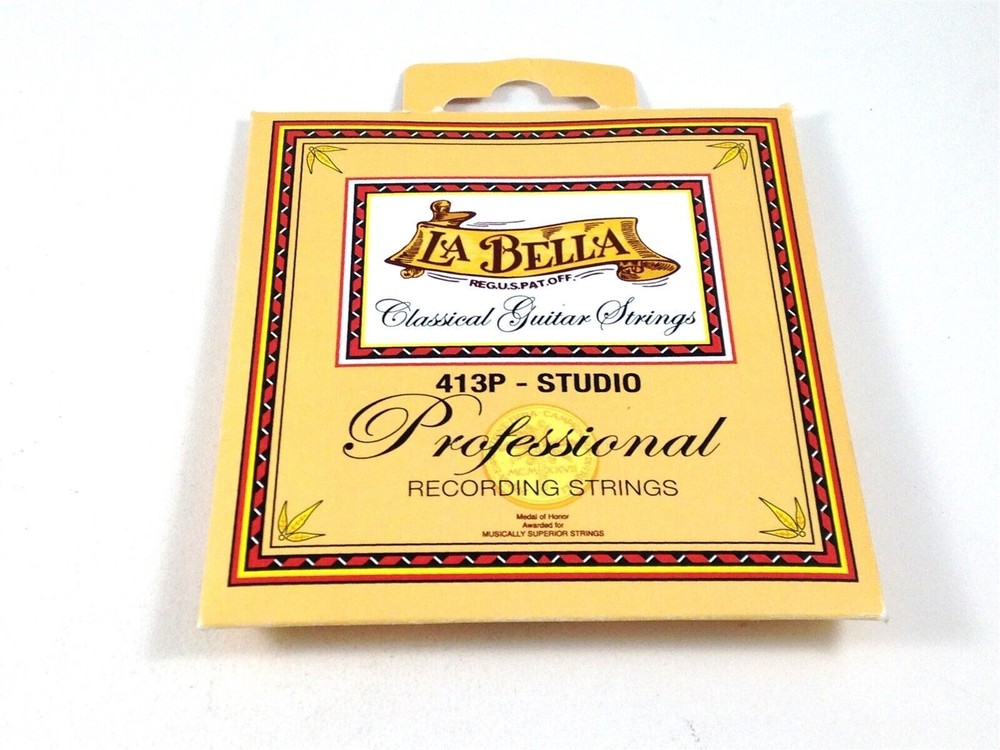 LA BELLA
REG.U.S.PAT.OFF.
Classical Guitar Strings
413P - STUDIO
Professional
RECORDING STRINGS
Medal of Honor
Awarded for
MUSICALLY SUPERIOR STRINGS